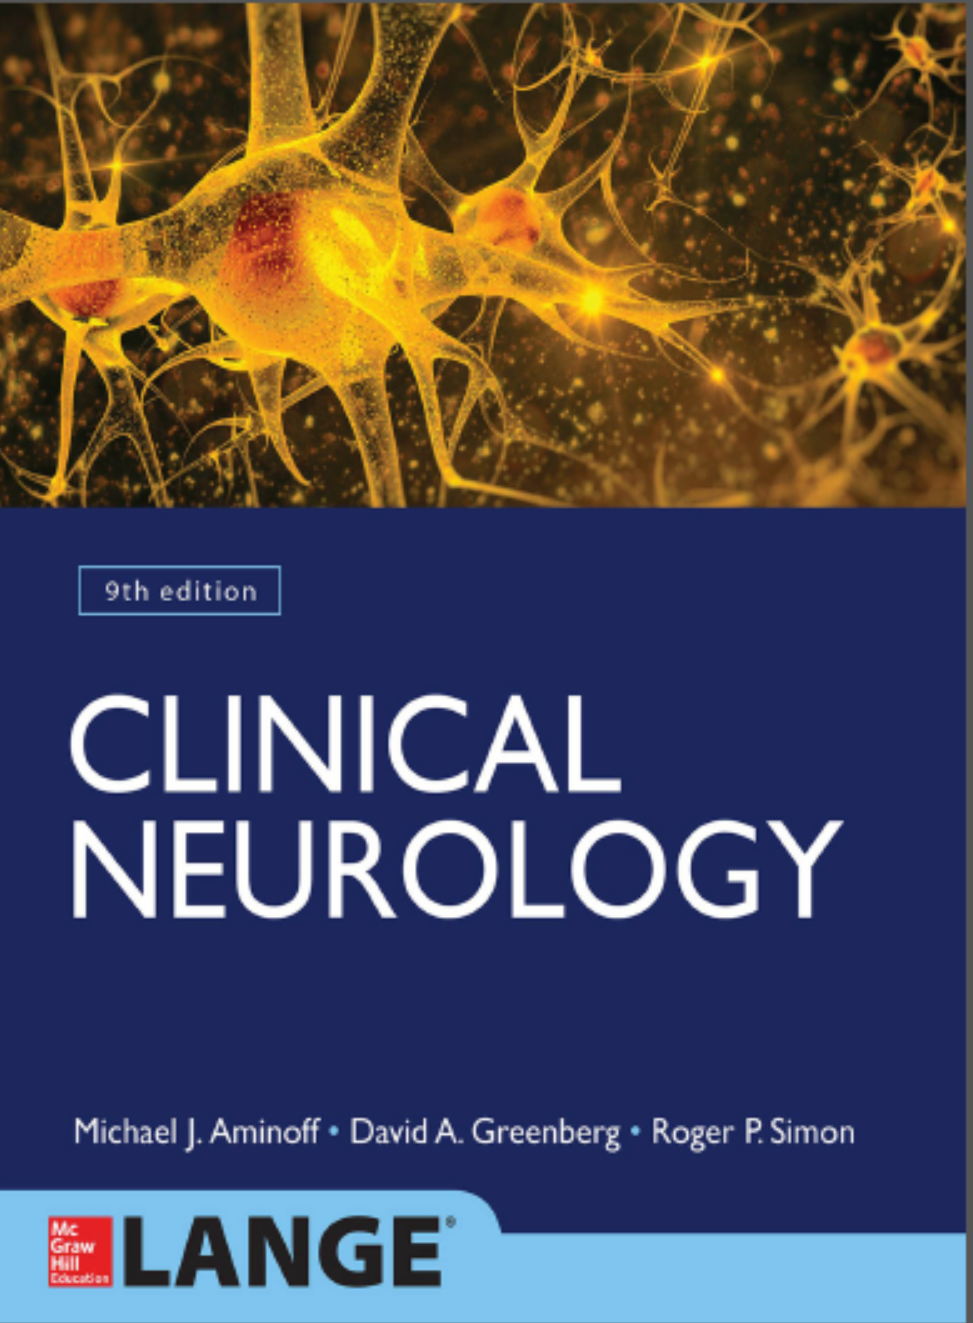 9th edition
CLINICAL
NEUROLOGY
Michael J. Aminoff • David A. Greenberg • Roger P. Simon
Mc
Graw
Hill
Education
LANGE®